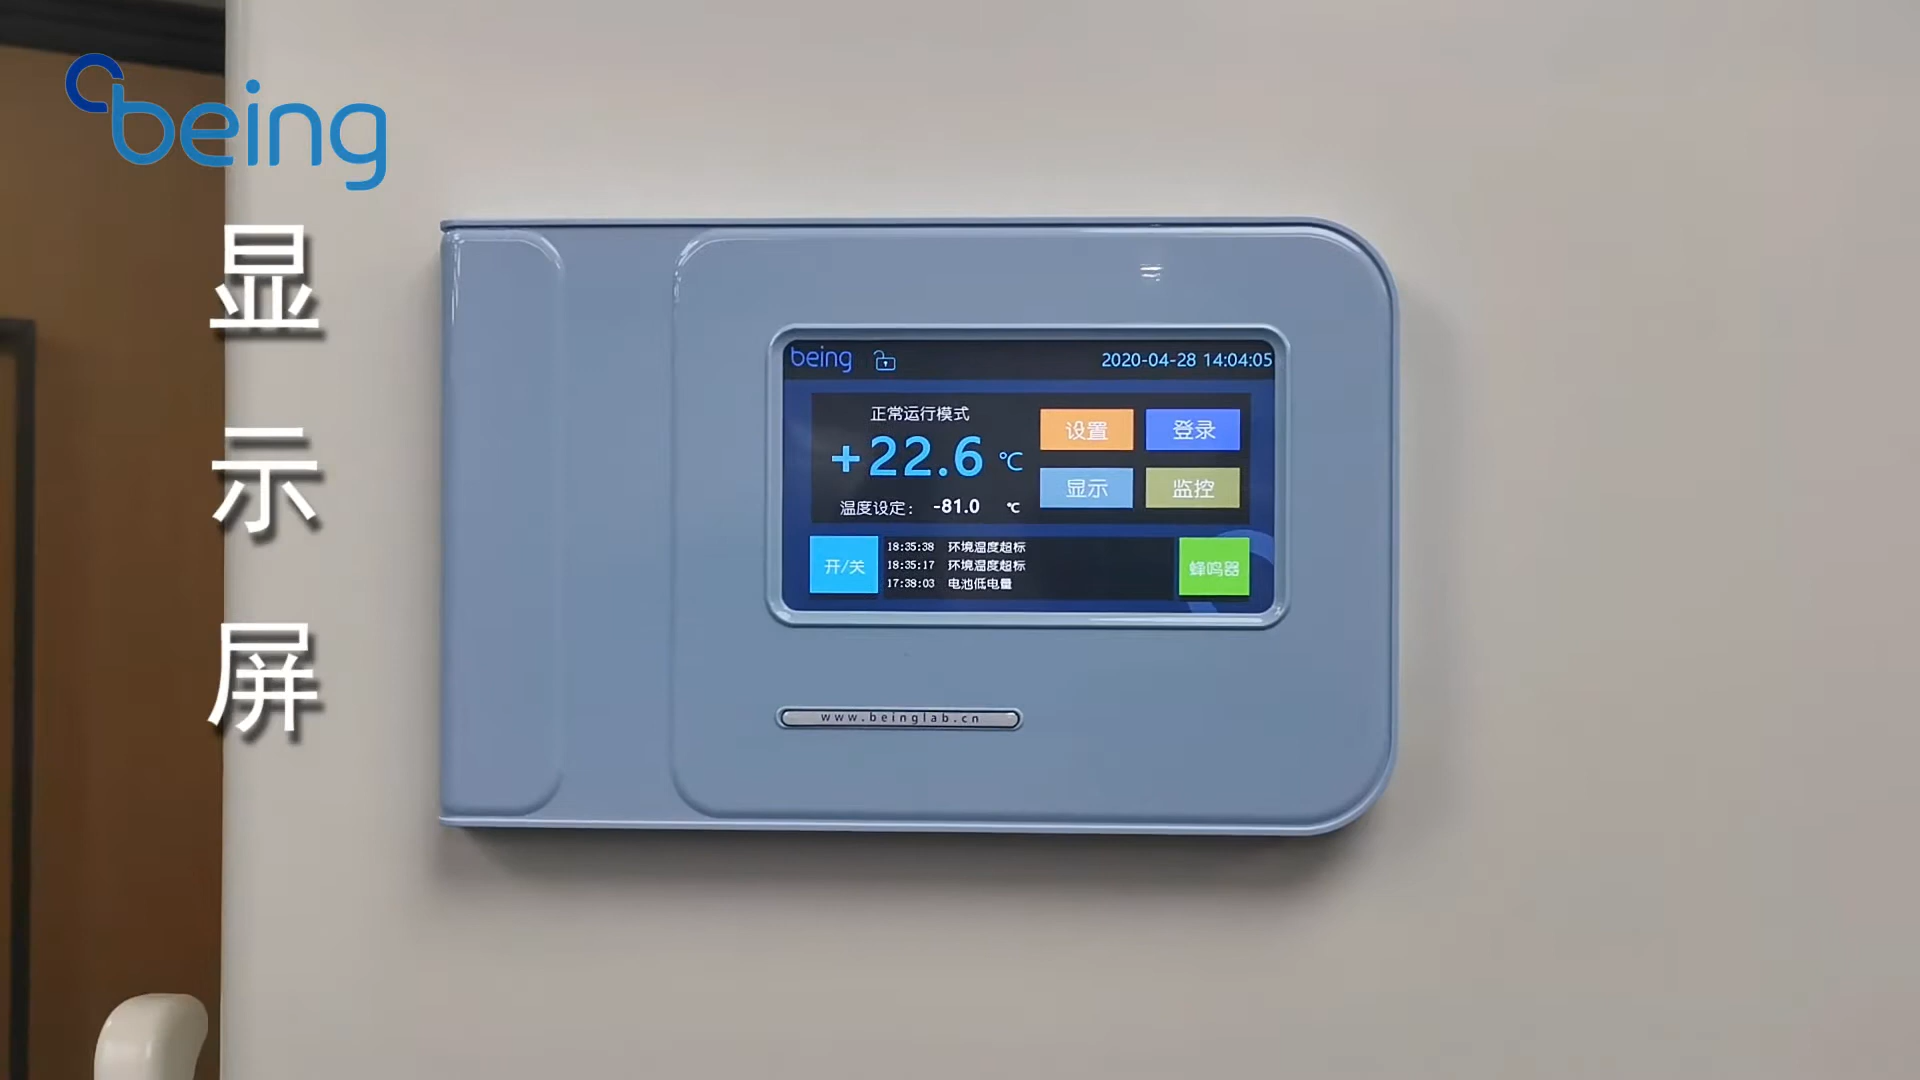 being
显示屏
being
2020-04-28 14:04:05
正常运行模式
+22.6 ℃
温度设定： -81.0 ℃
设置 登录
显示 监控
开/关
18:35:38 环境温度超标
18:35:17 环境温度超标
17:38:03 电池低电量
蜂鸣器
www.beinglab.cn